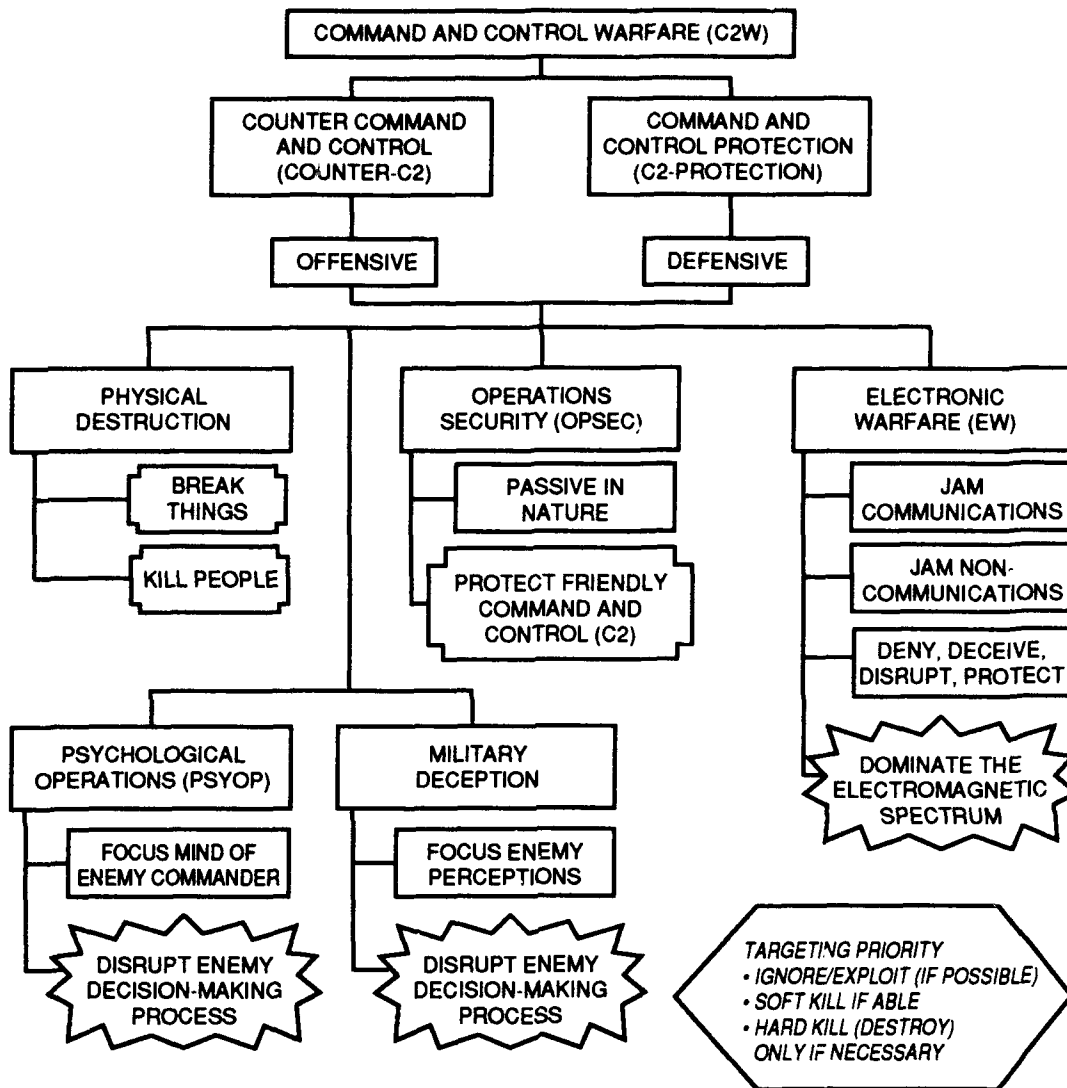 COMMAND AND CONTROL WARFARE (C2W)
COUNTER COMMAND
AND CONTROL
(COUNTER-C2)
COMMAND AND
CONTROL PROTECTION
(C2-PROTECTION)
OFFENSIVE
DEFENSIVE
PHYSICAL
DESTRUCTION
BREAK
THINGS
KILL PEOPLE
OPERATIONS
SECURITY (OPSEC)
PASSIVE IN
NATURE
PROTECT FRIENDLY
COMMAND AND
CONTROL (C2)
ELECTRONIC
WARFARE (EW)
JAM
COMMUNICATIONS
JAM NON-
COMMUNICATIONS
DENY, DECEIVE,
DISRUPT, PROTECT
DOMINATE THE
ELECTROMAGNETIC
SPECTRUM
PSYCHOLOGICAL
OPERATIONS (PSYOP)
FOCUS MIND OF
ENEMY COMMANDER
DISRUPT ENEMY
DECISION-MAKING
PROCESS
MILITARY
DECEPTION
FOCUS ENEMY
PERCEPTIONS
DISRUPT ENEMY
DECISION-MAKING
PROCESS
TARGETING PRIORITY
• IGNORE/EXPLOIT (IF POSSIBLE)
• SOFT KILL IF ABLE
• HARD KILL (DESTROY)
ONLY IF NECESSARY